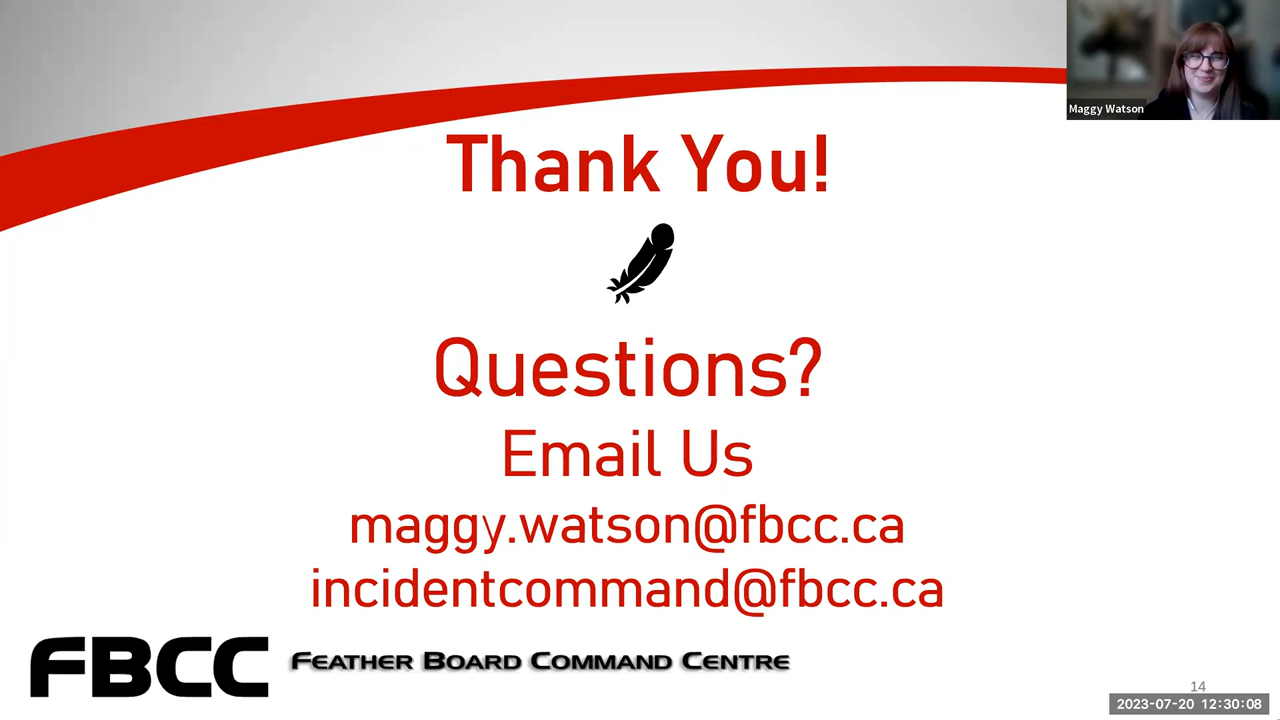 Maggy Watson
Thank You!
Questions?
Email Us
maggy.watson@fbcc.ca
incidentcommand@fbcc.ca
FBCC FEATHER BOARD COMMAND CENTRE
14
2023-07-20 12:30:08